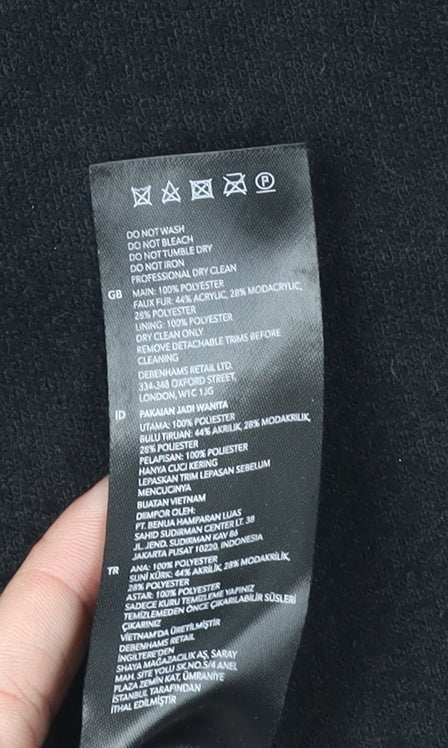 P
DO NOT WASH
DO NOT BLEACH
DO NOT TUMBLE DRY
DO NOT IRON
PROFESSIONAL DRY CLEAN
GB MAIN: 100% POLYESTER
FAUX FUR: 44% ACRYLIC, 28% MODACRYLIC,
28% POLYESTER
LINING: 100% POLYESTER
DRY CLEAN ONLY
REMOVE DETACHABLE TRIMS BEFORE
CLEANING
DEBENHAMS RETAIL LTD.
334-348 OXFORD STREET,
LONDON, W1C 1JG
ID PAKAIAN JADI WANITA
UTAMA: 100% POLIESTER
BULU TIRUAN: 44% AKRILIK, 28% MODAKRILIK,
28% POLIESTER
PELAPISAN: 100% POLIESTER
HANYA CUCI KERING
LEPASKAN TRIM LEPASAN SEBELUM
MENCUCINYA
BUATAN VIETNAM
DIIMPOR OLEH:
PT. BENUA HAMPARAN LUAS
SAHID SUDIRMAN CENTER LT. 38
JL. JEND. SUDIRMAN KAV 86
JAKARTA PUSAT 10220, INDONESIA
TR ANA: 100% POLYESTER
SUNİ KÜRK: 44% AKRİLİK, 28% MODAKRİLİK,
28% POLYESTER
ASTAR: 100% POLYESTER
SADECE KURU TEMİZLEME YAPINIZ
TEMİZLEMEDEN ÖNCE ÇIKARILABİLİR SÜSLERİ
ÇIKARINIZ
VİETNAM'DA ÜRETİLMİŞTİR
DEBENHAMS RETAIL
İNGİLTERE'DEN
SHAYA MAĞAZACILIK AŞ. SARAY
MAH. SİTE YOLU SK.NO.5/4 ANEL
PLAZA ZEMİN KAT, ÜMRANİYE
İSTANBUL TARAFINDAN
İTHAL EDİLMİŞTİR